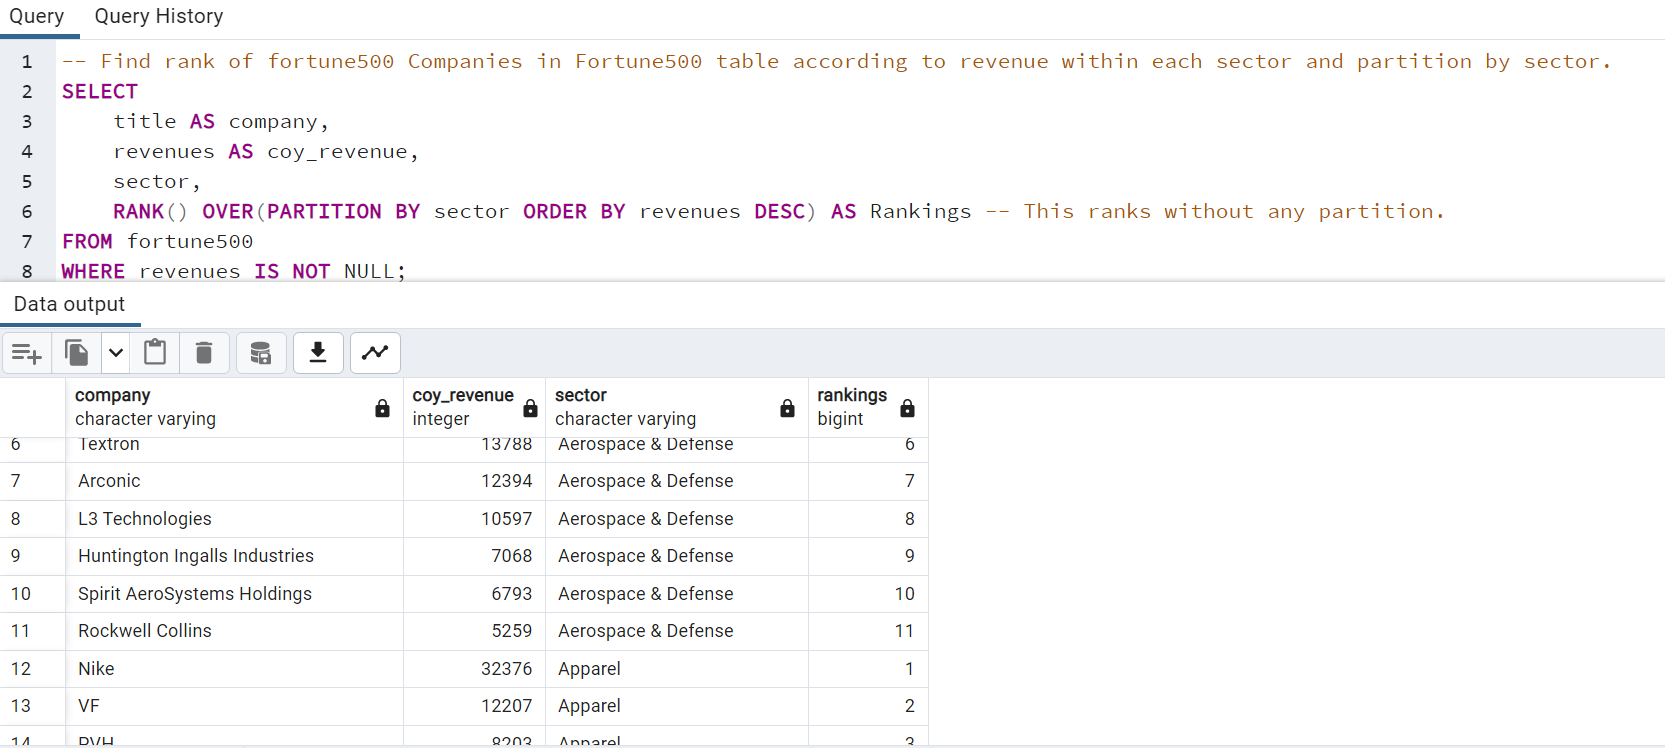 Query Query History
1 -- Find rank of fortune500 Companies in Fortune500 table according to revenue within each sector and partition by sector.
2 SELECT
3 title AS company,
4 revenues AS coy_revenue,
5 sector,
6 RANK() OVER(PARTITION BY sector ORDER BY revenues DESC) AS Rankings -- This ranks without any partition.
7 FROM fortune500
8 WHERE revenues IS NOT NULL;
Data output
company coy_revenue sector rankings
character varying integer character varying bigint
6 Textron 13788 Aerospace & Defense 6
7 Arconic 12394 Aerospace & Defense 7
8 L3 Technologies 10597 Aerospace & Defense 8
9 Huntington Ingalls Industries 7068 Aerospace & Defense 9
10 Spirit AeroSystems Holdings 6793 Aerospace & Defense 10
11 Rockwell Collins 5259 Aerospace & Defense 11
12 Nike 32376 Apparel 1
13 VF 12207 Apparel 2
14 PVH 8203 Apparel 3